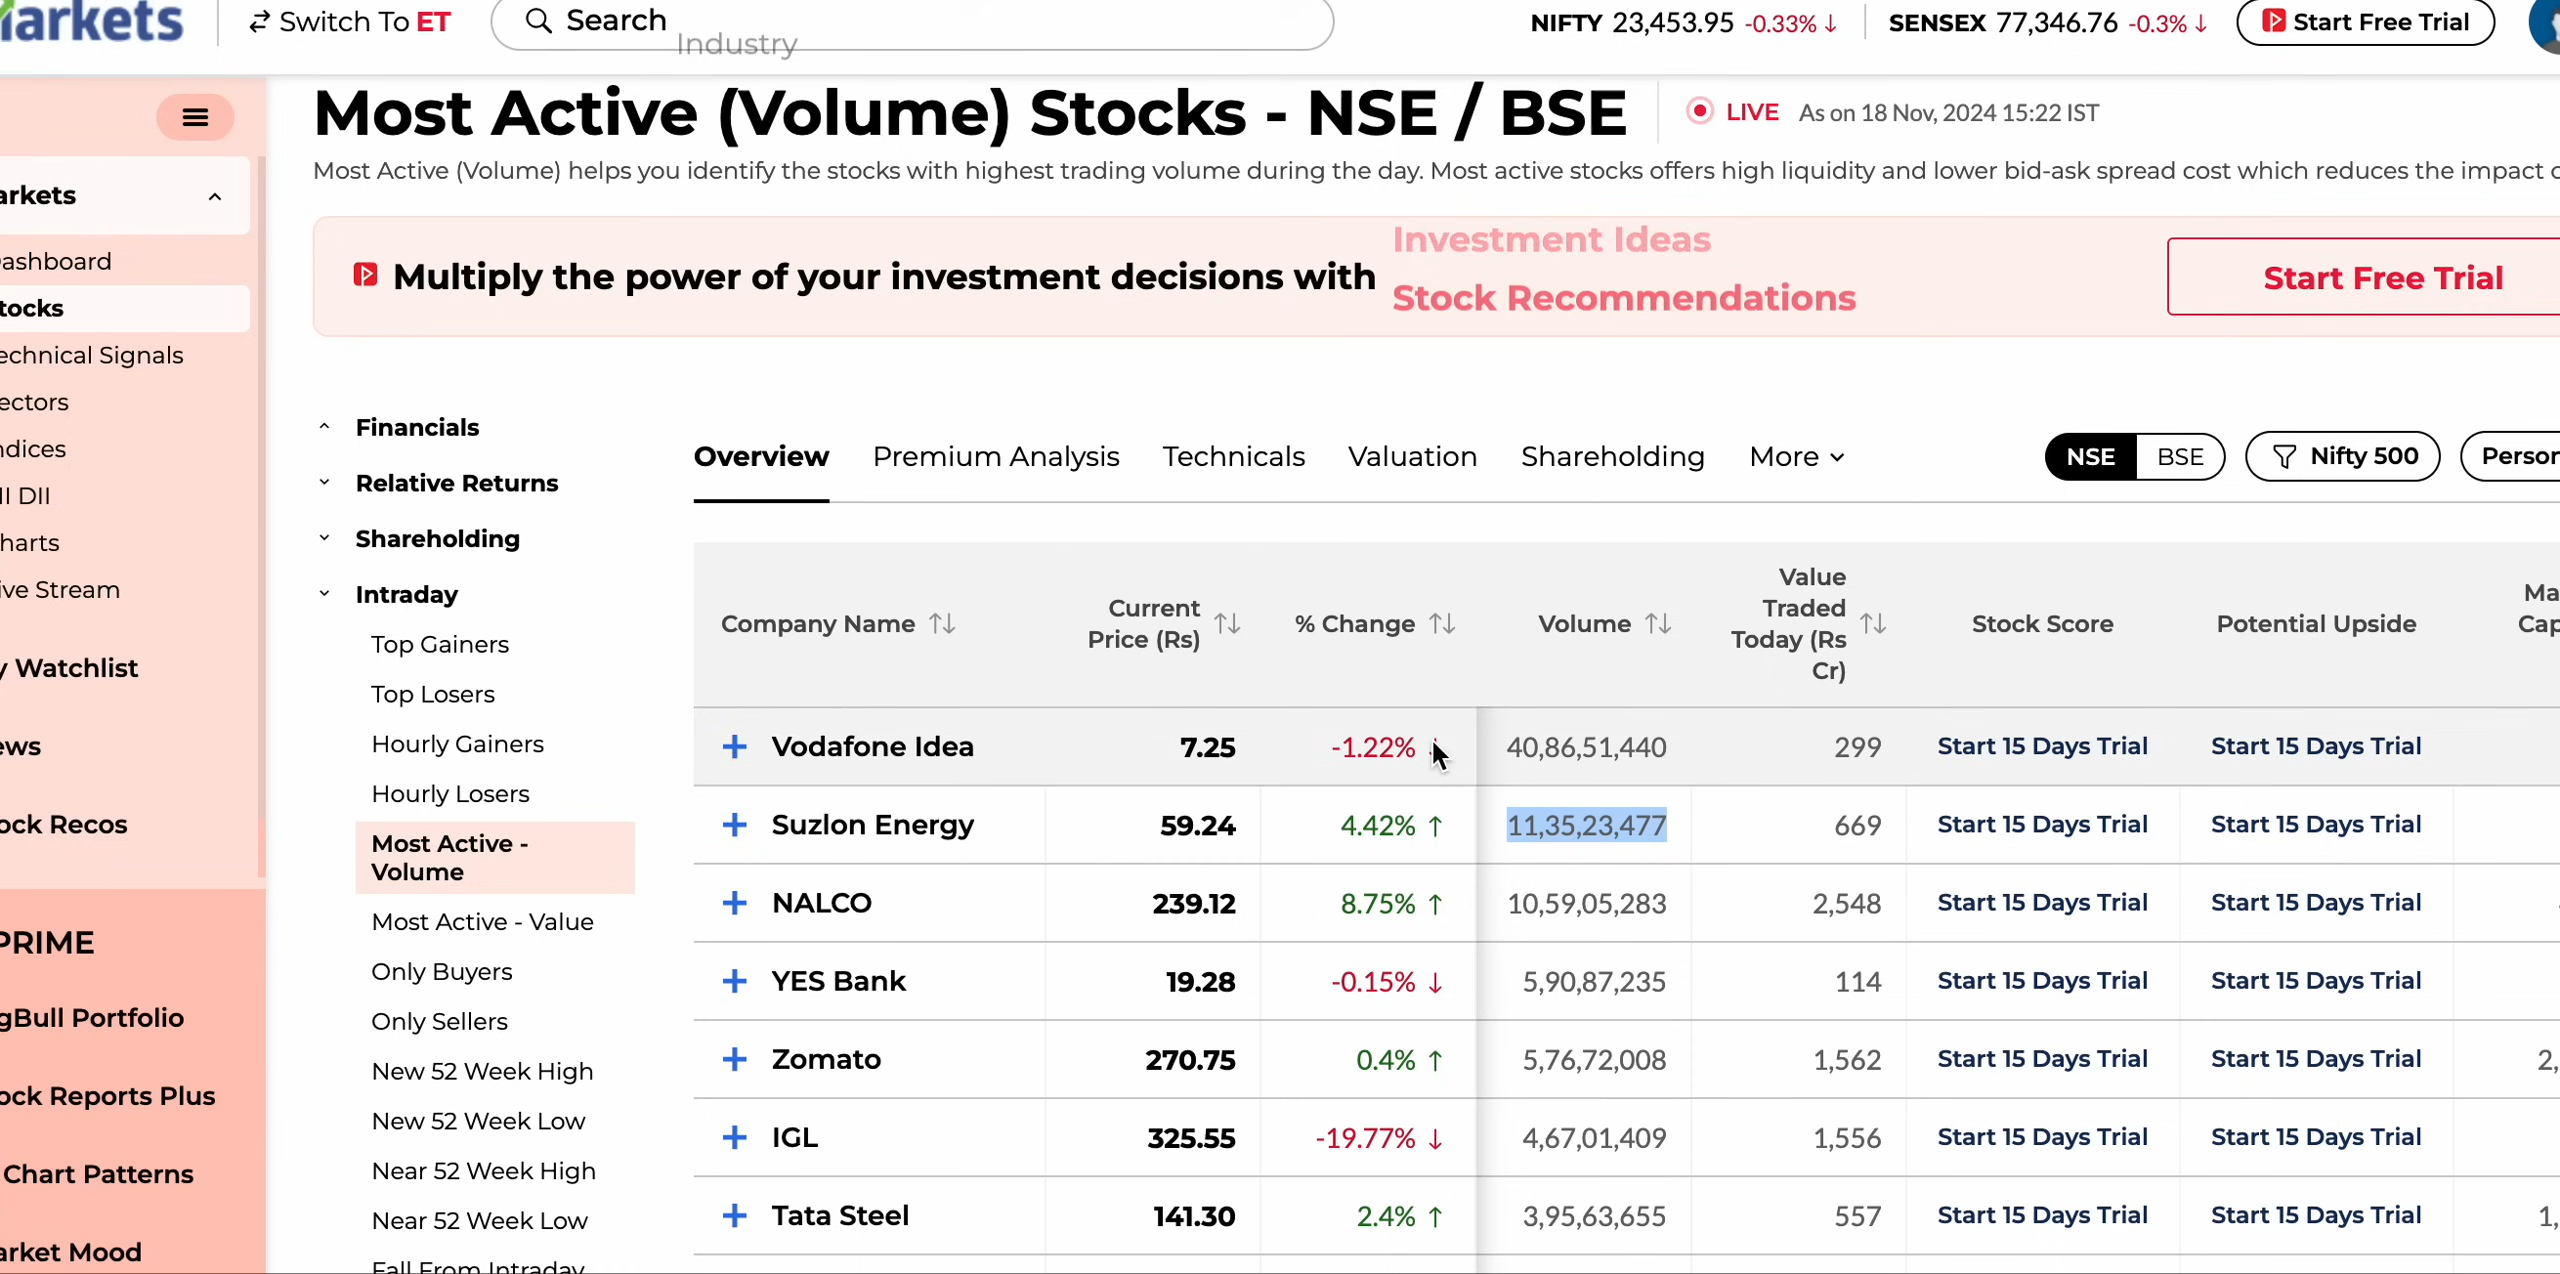 arkets
Switch To ET
Search
Industry
NIFTY 23,453.95 -0.33% ↓
SENSEX 77,346.76 -0.3% ↓
Start Free Trial
Most Active (Volume) Stocks - NSE / BSE
LIVE As on 18 Nov, 2024 15:22 IST
Most Active (Volume) helps you identify the stocks with highest trading volume during the day. Most active stocks offers high liquidity and lower bid-ask spread cost which reduces the impact
Multiply the power of your investment decisions with
Investment Ideas
Stock Recommendations
Start Free Trial
arkets
ashboard
tocks
echnical Signals
ectors
ndices
II DII
harts
ive Stream
y Watchlist
ews
ock Recos
PRIME
gBull Portfolio
ock Reports Plus
Chart Patterns
arket Mood
Financials
Relative Returns
Shareholding
Intraday
Top Gainers
Top Losers
Hourly Gainers
Hourly Losers
Most Active -
Volume
Most Active - Value
Only Buyers
Only Sellers
New 52 Week High
New 52 Week Low
Near 52 Week High
Near 52 Week Low
Fall From Intraday
Overview Premium Analysis Technicals Valuation Shareholding More
NSE BSE Nifty 500 Person
Company Name ↑↓
Current
Price (Rs) ↑↓
% Change ↑↓
Volume ↑↓
Value
Traded
Today (Rs
Cr) ↑↓
Stock Score
Potential Upside
Ma
Cap
+ Vodafone Idea 7.25 -1.22% 40,86,51,440 299 Start 15 Days Trial Start 15 Days Trial
+ Suzlon Energy 59.24 4.42% ↑ 11,35,23,477 669 Start 15 Days Trial Start 15 Days Trial
+ NALCO 239.12 8.75% ↑ 10,59,05,283 2,548 Start 15 Days Trial Start 15 Days Trial
+ YES Bank 19.28 -0.15% ↓ 5,90,87,235 114 Start 15 Days Trial Start 15 Days Trial
+ Zomato 270.75 0.4% ↑ 5,76,72,008 1,562 Start 15 Days Trial Start 15 Days Trial 2,
+ IGL 325.55 -19.77% ↓ 4,67,01,409 1,556 Start 15 Days Trial Start 15 Days Trial
+ Tata Steel 141.30 2.4% ↑ 3,95,63,655 557 Start 15 Days Trial Start 15 Days Trial 1,